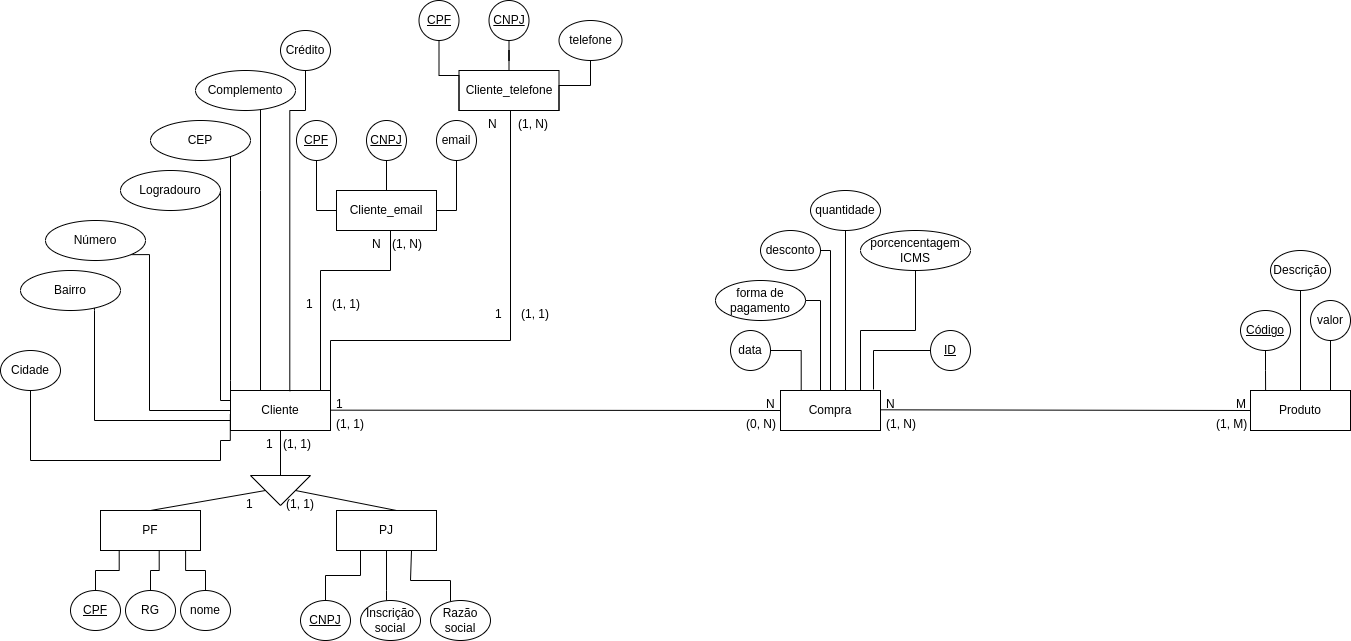 CPF
CNPJ
telefone
Crédito
Complemento
Cliente_telefone
N
(1, N)
CEP
CPF
CNPJ
email
Logradouro
Cliente_email
quantidade
Número
N
(1, N)
desconto
porcencentagem
ICMS
Bairro
1
(1, 1)
1
(1, 1)
forma de
pagamento
Descrição
Cidade
data
ID
Código
valor
Cliente
1
(1, 1)
N
(0, N)
Compra
N
(1, N)
M
(1, M)
Produto
1
(1, 1)
1
(1, 1)
PF
PJ
CPF
RG
nome
CNPJ
Inscrição
social
Razão
social